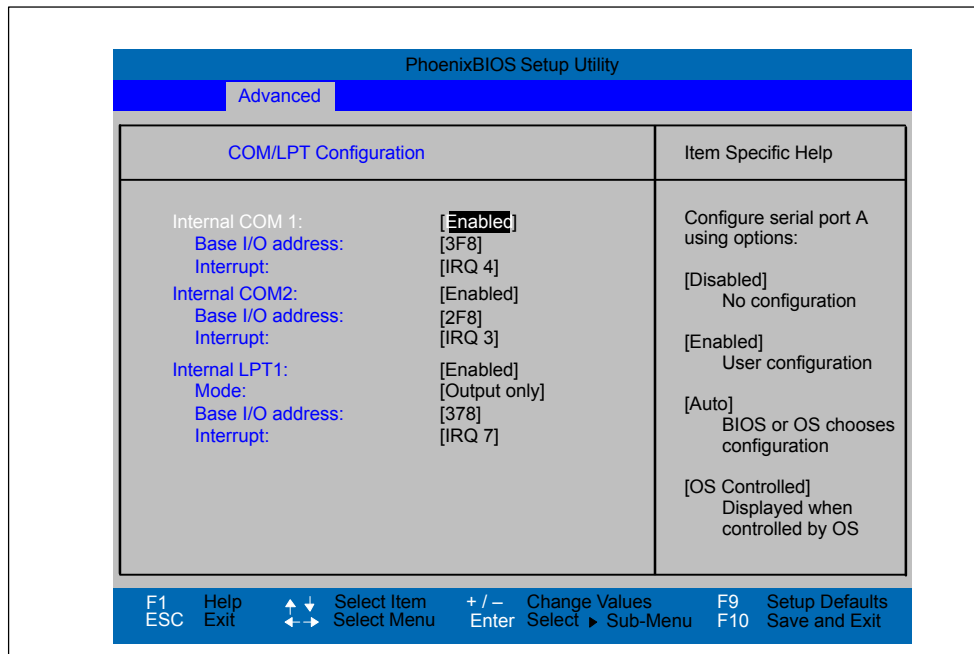 PhoenixBIOS Setup Utility
Advanced
COM/LPT Configuration
Item Specific Help
Internal COM 1: [Enabled]
Base I/O address: [3F8]
Interrupt: [IRQ 4]
Internal COM2: [Enabled]
Base I/O address: [2F8]
Interrupt: [IRQ 3]
Internal LPT1: [Enabled]
Mode: [Output only]
Base I/O address: [378]
Interrupt: [IRQ 7]
Configure serial port A
using options:
[Disabled]
No configuration
[Enabled]
User configuration
[Auto]
BIOS or OS chooses
configuration
[OS Controlled]
Displayed when
controlled by OS
F1 Help Select Item + / – Change Values F9 Setup Defaults
ESC Exit Select Menu Enter Select ▶ Sub-Menu F10 Save and Exit